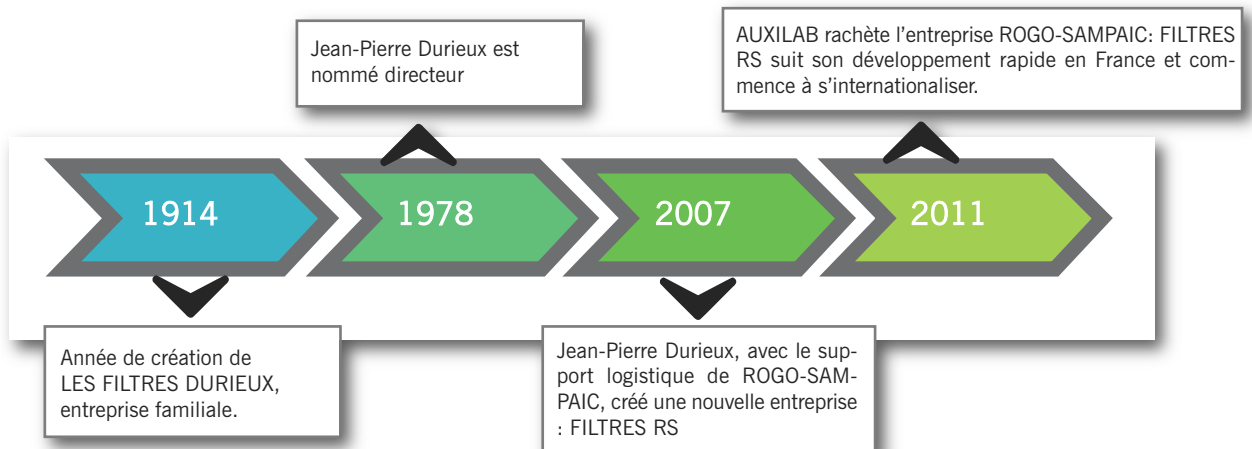 Jean-Pierre Durieux est
nommé directeur
AUXILAB rachète l'entreprise ROGO-SAMPAIC: FILTRES
RS suit son développement rapide en France et com-
mence à s'internationaliser.
1914
1978
2007
2011
Année de création de
LES FILTRES DURIEUX,
entreprise familiale.
Jean-Pierre Durieux, avec le sup-
port logistique de ROGO-SAM-
PAIC, créé une nouvelle entreprise
: FILTRES RS